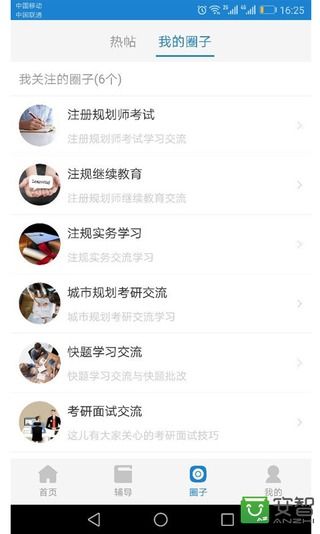 中国移动
中国联通
2G 4G 16:25
热帖 我的圈子
我关注的圈子(6个)
注册规划师考试
注册规划师考试学习交流
注规继续教育
注册规划师继续教育交流
注规实务学习
注规实务交流学习
城市规划考研交流
城市规划考研交流学习
快题学习交流
快题学习交流与快题批改
考研面试交流
这儿有大家关心的考研面试技巧
首页 辅导 圈子 我的
安智
ANZHI